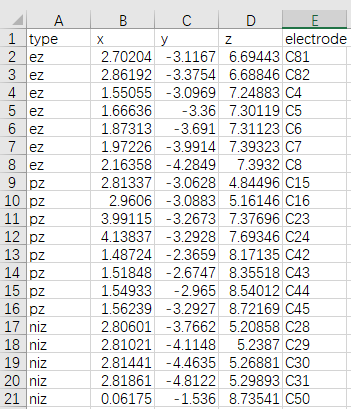 A B C D E
1 type x y z electrode
2 ez 2.70204 -3.1167 6.69443 C81
3 ez 2.86192 -3.3754 6.68846 C82
4 ez 1.55055 -3.0969 7.24883 C4
5 ez 1.66636 -3.36 7.30119 C5
6 ez 1.87313 -3.691 7.31123 C6
7 ez 1.97226 -3.9914 7.39323 C7
8 ez 2.16358 -4.2849 7.3932 C8
9 pz 2.81337 -3.0628 4.84496 C15
10 pz 2.9606 -3.0883 5.16146 C16
11 pz 3.99115 -3.2673 7.37696 C23
12 pz 4.13837 -3.2928 7.69346 C24
13 pz 1.48724 -2.3659 8.17135 C42
14 pz 1.51848 -2.6747 8.35518 C43
15 pz 1.54933 -2.965 8.54012 C44
16 pz 1.56239 -3.2927 8.72169 C45
17 niz 2.80601 -3.7662 5.20858 C28
18 niz 2.81021 -4.1148 5.2387 C29
19 niz 2.81441 -4.4635 5.26881 C30
20 niz 2.81861 -4.8122 5.29893 C31
21 niz 0.06175 -1.536 8.73541 C50